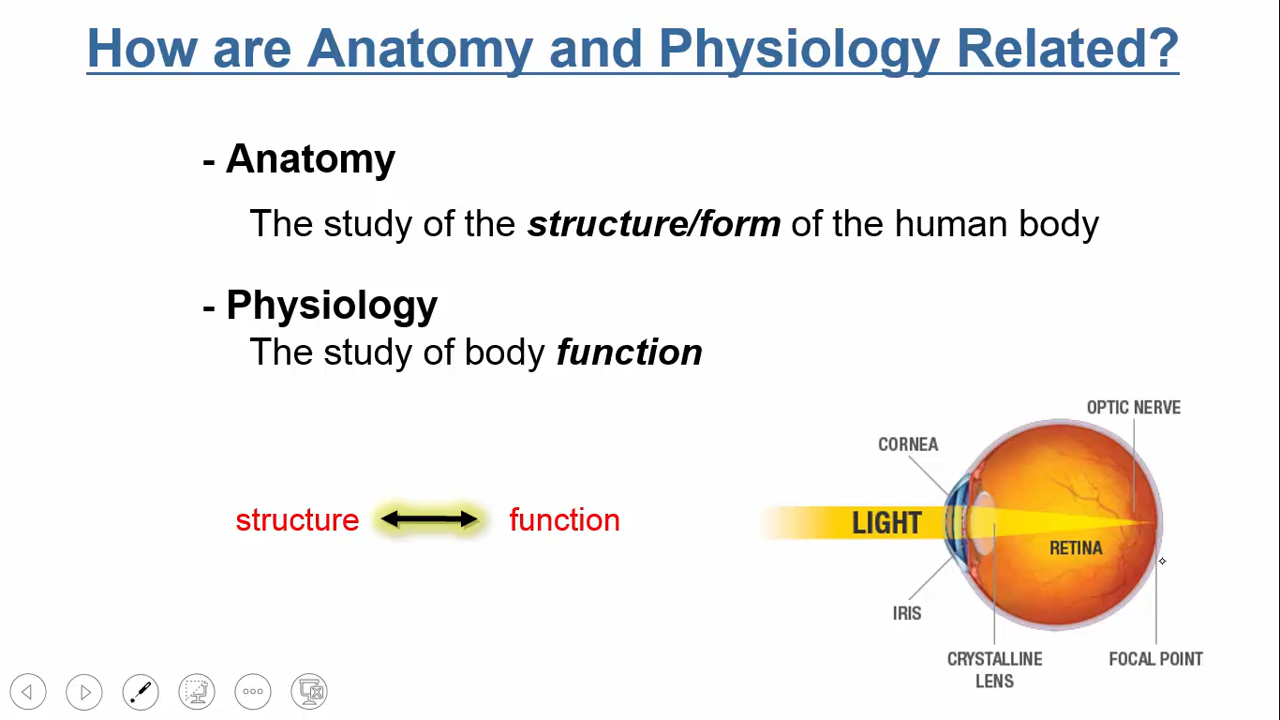 How are Anatomy and Physiology Related?
- Anatomy
The study of the structure/form of the human body
- Physiology
The study of body function
structure
function
OPTIC NERVE
CORNEA
LIGHT
RETINA
IRIS
CRYSTALLINE
LENS
FOCAL POINT